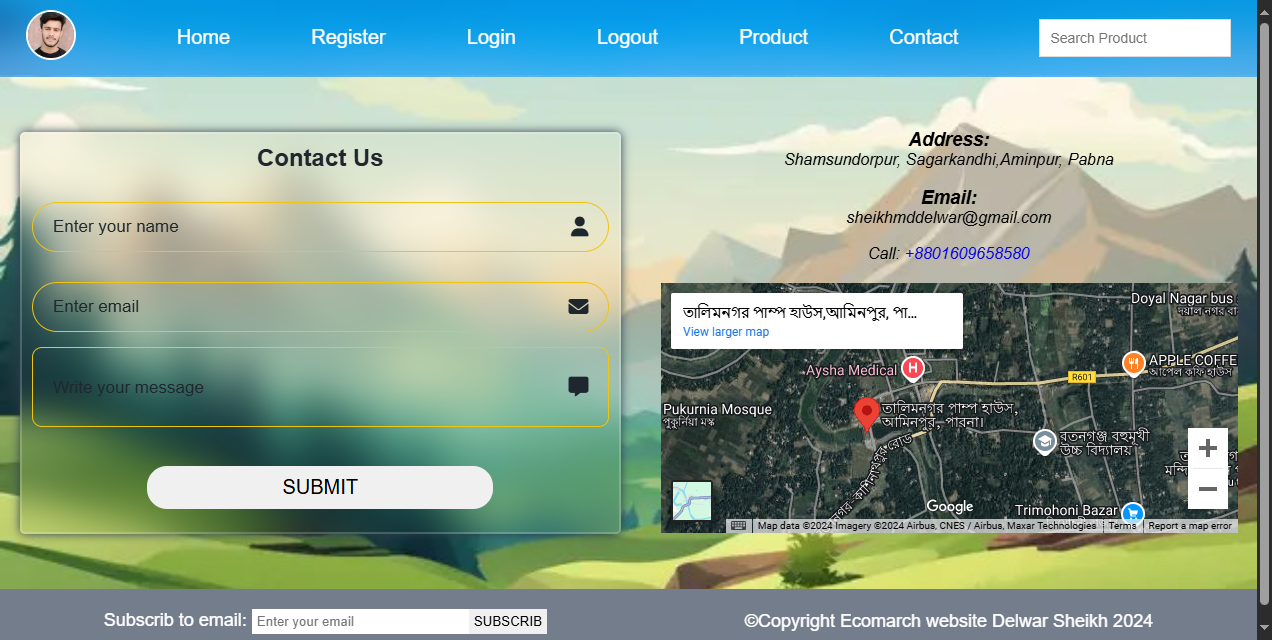 Home Register Login Logout Product Contact Search Product
Contact Us
Enter your name
Enter email
Write your message
SUBMIT
Address:
Shamsundorpur, Sagarkandhi,Aminpur, Pabna
Email:
sheikhmddelwar@gmail.com
Call: +8801609658580
তালিমনগর পাম্প হাউস,আমিনপুর, পা...
View larger map
Doyal Nagar bus
দয়াল নগর বা
Aysha Medical
H
R601
APPLE COFFE
আপেল কফি হাউস
Pukurnia Mosque
পুকুর্নিয়া মস্ক
তালিমনগর পাম্প হাউস,
আমিনপুর, পাবনা।
রতনগঞ্জ বহুমুখী
উচ্চ বিদ্যালয়
কাশিনাথপুর রোড
Trimohoni Bazar
+
−
Google
Map data ©2024 Imagery ©2024 Airbus, CNES / Airbus, Maxar Technologies Terms Report a map error
Subscrib to email: Enter your email SUBSCRIB
©Copyright Ecomarch website Delwar Sheikh 2024